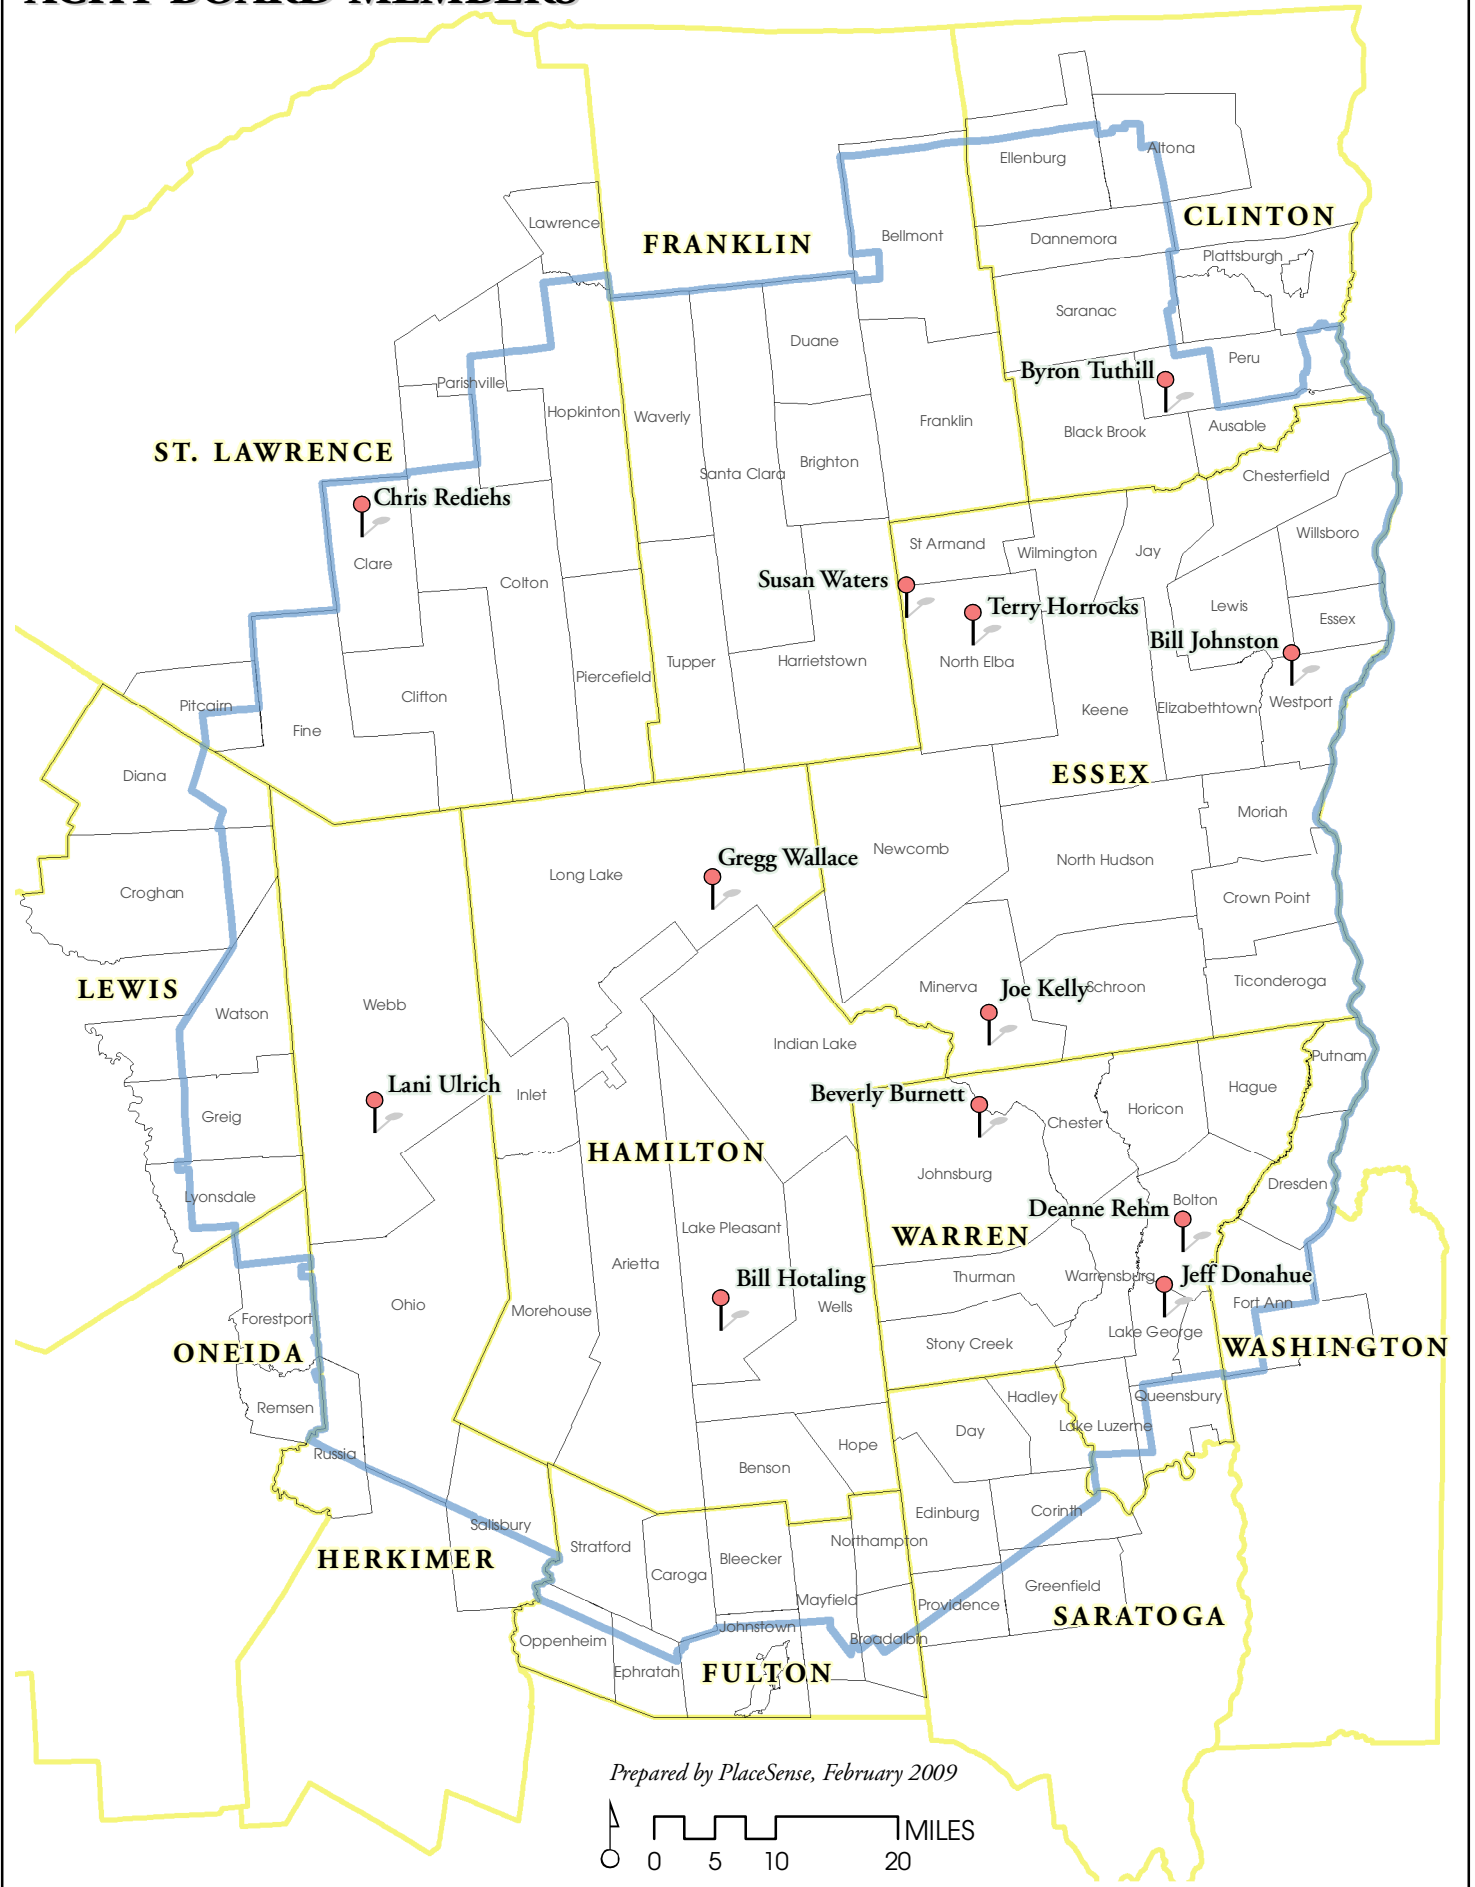 BOARD MEMBERS
Ellenburg
Altona
CLINTON
Lawrence
FRANKLIN
Bellmont
Dannemora
Plattsburgh
Saranac
Duane
Peru
Byron Tuthill
Parishville
Hopkinton
Waverly
Franklin
Black Brook
Ausable
ST. LAWRENCE
Santa Clara
Brighton
Chesterfield
Chris Rediehs
Willsboro
St Armand
Wilmington
Jay
Clare
Colton
Susan Waters
Terry Horrocks
Lewis
Essex
Bill Johnston
Tupper
Harrietstown
North Elba
Piercefield
Clifton
Pitcairn
Fine
Keene
Elizabethtown
Westport
Diana
ESSEX
Moriah
Newcomb
North Hudson
Gregg Wallace
Long Lake
Croghan
Crown Point
LEWIS
Minerva
Joe Kelly
Schroon
Ticonderoga
Webb
Watson
Indian Lake
Putnam
Lani Ulrich
Inlet
Beverly Burnett
Hague
Greig
Horicon
Chester
HAMILTON
Johnsburg
Dresden
Lyonsdale
Bolton
Deanne Rehm
Lake Pleasant
WARREN
Arietta
Thurman
Warrensburg
Jeff Donahue
Bill Hotaling
Ohio
Morehouse
Wells
Fort Ann
Forestport
Stony Creek
Lake George
WASHINGTON
ONEIDA
Hadley
Queensbury
Remsen
Day
Lake Luzerne
Russia
Hope
Benson
Edinburg
Corinth
Salisbury
Stratford
Northampton
HERKIMER
Bleecker
Caroga
Greenfield
Mayfield
Providence
SARATOGA
Johnstown
Oppenheim
Broadalbin
Ephratah
FULTON
Prepared by PlaceSense, February 2009
MILES
0 5 10 20